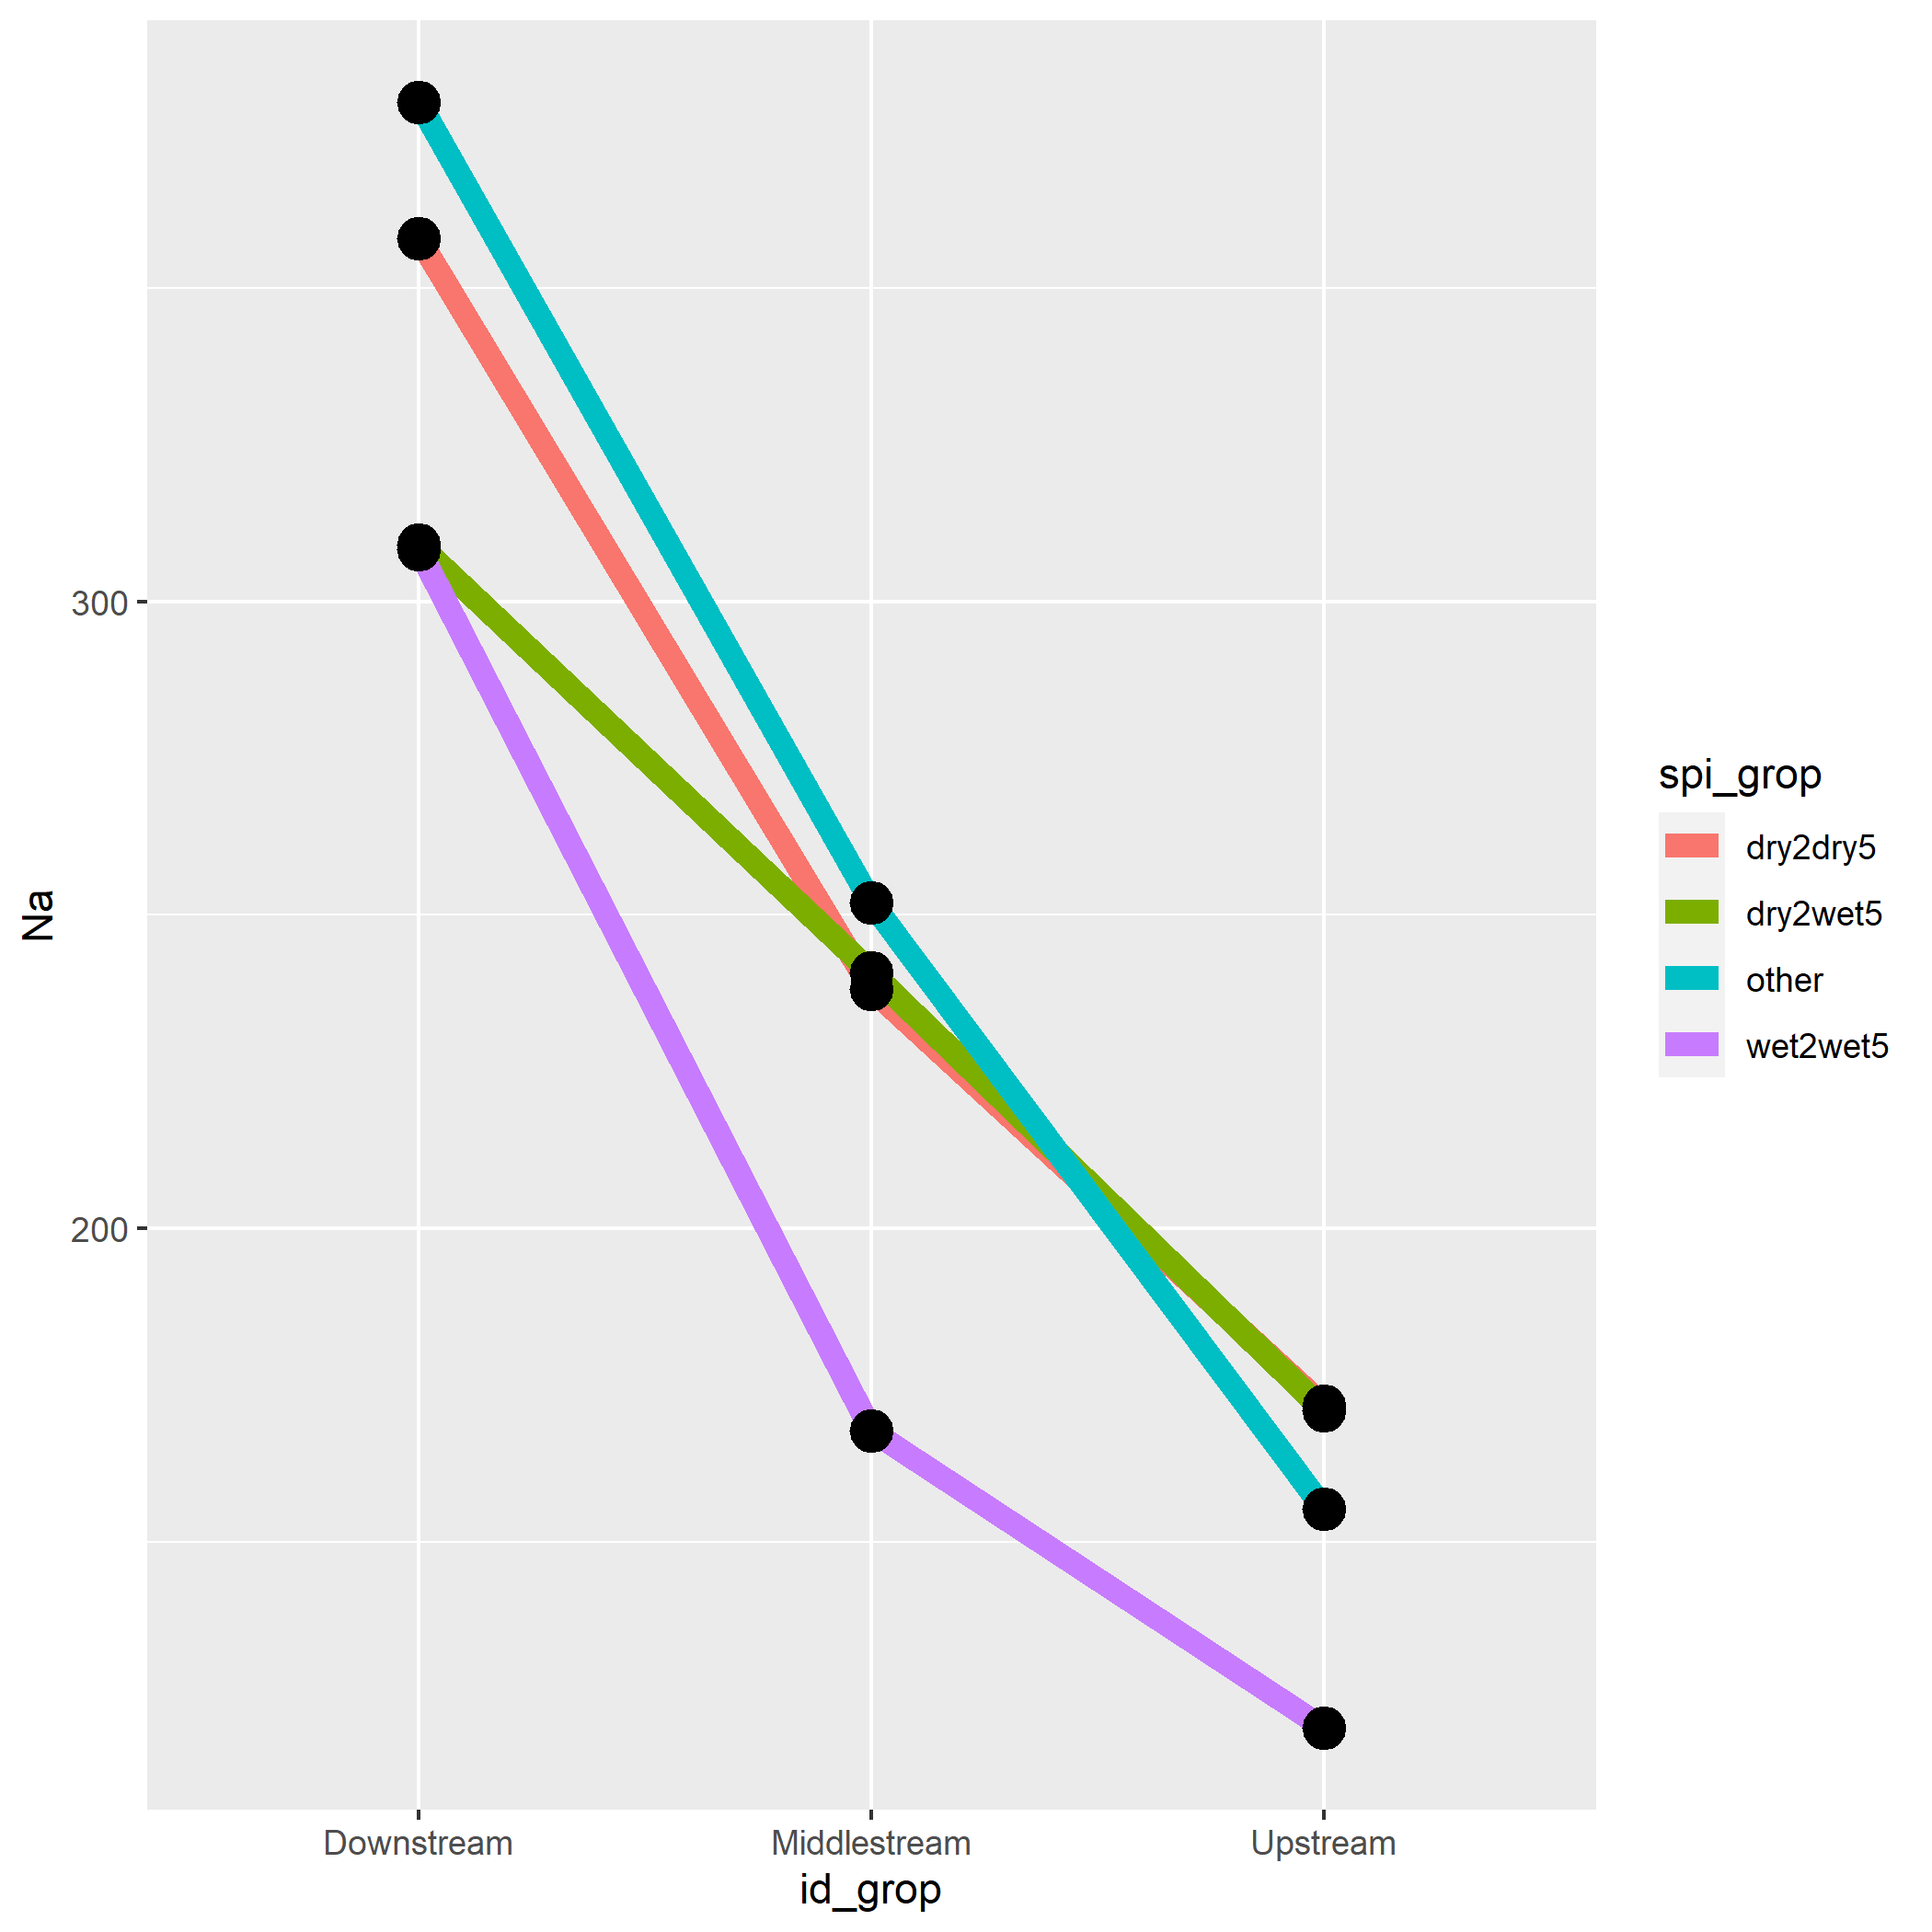 Na
300
200
Downstream
Middlestream
Upstream
id_grop
spi_grop
dry2dry5
dry2wet5
other
wet2wet5